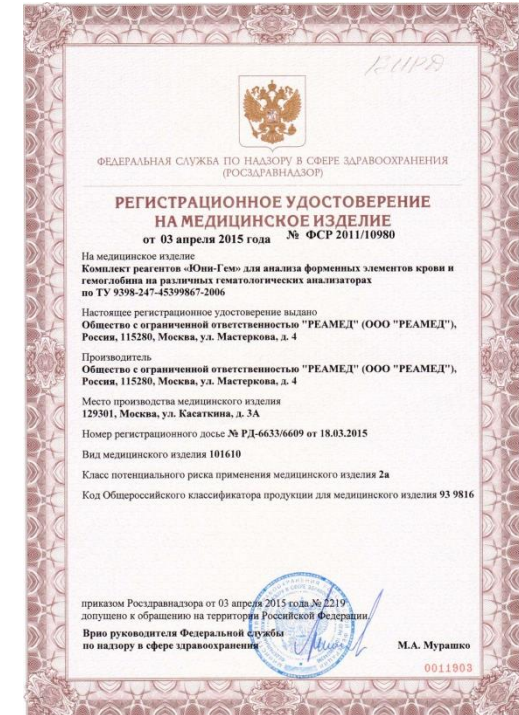 ФЕДЕРАЛЬНАЯ СЛУЖБА ПО НАДЗОРУ В СФЕРЕ ЗДРАВООХРАНЕНИЯ
(РОСЗДРАВНАДЗОР)
РЕГИСТРАЦИОННОЕ УДОСТОВЕРЕНИЕ
НА МЕДИЦИНСКОЕ ИЗДЕЛИЕ
от 03 апреля 2015 года № ФСР 2011/10980
На медицинское изделие
Комплект реагентов «Юни-Гем» для анализа форменных элементов крови и
гемоглобина на различных гематологических анализаторах
по ТУ 9398-247-45399867-2006
Настоящее регистрационное удостоверение выдано
Общество с ограниченной ответственностью "РЕАМЕД" (ООО "РЕАМЕД"),
Россия, 115280, Москва, ул. Мастеркова, д. 4
Производитель
Общество с ограниченной ответственностью "РЕАМЕД" (ООО "РЕАМЕД"),
Россия, 115280, Москва, ул. Мастеркова, д. 4
Место производства медицинского изделия
129301, Москва, ул. Касаткина, д. 3А
Номер регистрационного досье № РД-6633/6609 от 18.03.2015
Вид медицинского изделия 101610
Класс потенциального риска применения медицинского изделия 2а
Код Общероссийского классификатора продукции для медицинского изделия 93 9816
приказом Росздравнадзора от 03 апреля 2015 года № 2219
допущено к обращению на территории Российской Федерации.
Врио руководителя Федеральной службы
по надзору в сфере здравоохранения М.А. Мурашко
0011903